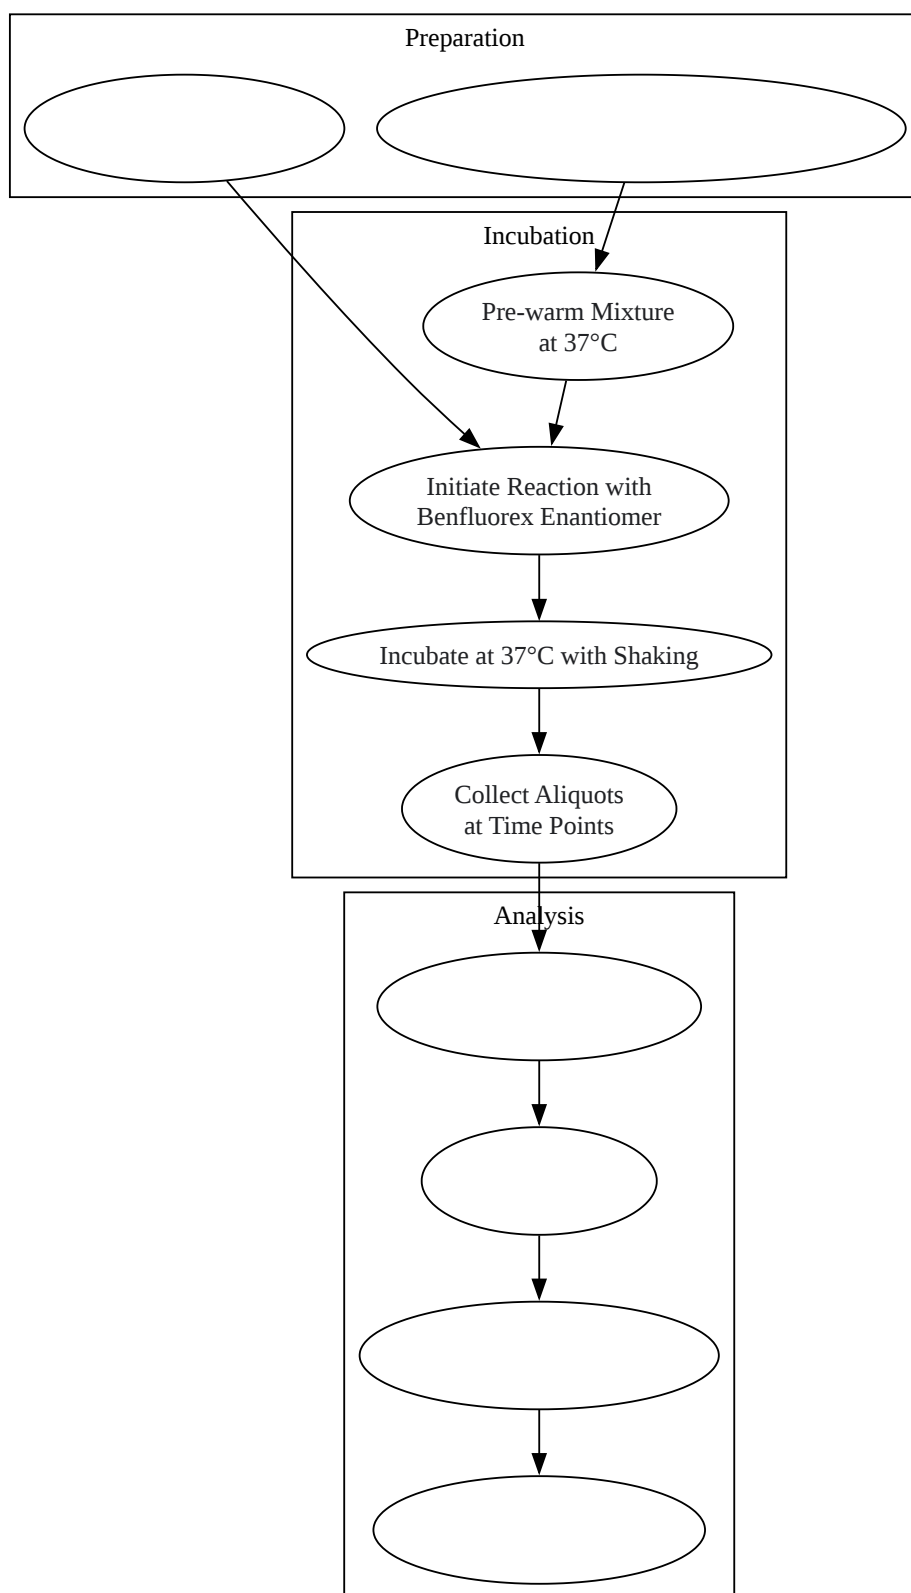 Preparation
Incubation
Pre-warm Mixture
at 37°C
Initiate Reaction with
Benfluorex Enantiomer
Incubate at 37°C with Shaking
Collect Aliquots
at Time Points
Analysis